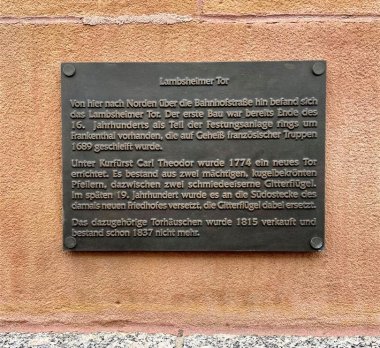 Lambsheimer Tor
Von hier nach Norden über die Bahnhofstraße hin befand sich
das Lambsheimer Tor. Der erste Bau war bereits Ende des
16. Jahrhunderts als Teil der Festungsanlage rings um
Frankenthal vorhanden, die auf Geheiß französischer Truppen
1689 geschleift wurde.
Unter Kurfürst Carl Theodor wurde 1774 ein neues Tor
errichtet. Es bestand aus zwei mächtigen, kugelbekrönten
Pfeilern, dazwischen zwei schmiedeeiserne Gitterflügel.
Im späten 19. Jahrhundert wurde es an die Südostecke des
damals neuen Friedhofes versetzt, die Gitterflügel dabei ersetzt.
Das dazugehörige Torhäuschen wurde 1815 verkauft und
bestand schon 1837 nicht mehr.